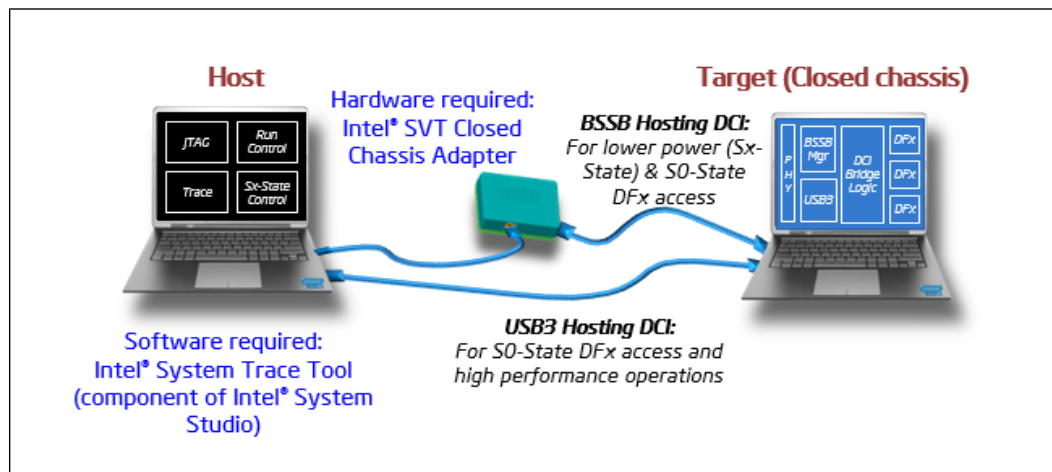 Host
Target (Closed chassis)
Hardware required:
Intel® SVT Closed
Chassis Adapter
BSSB Hosting DCI:
For lower power (Sx-
State) & S0-State
DFx access
JTAG
Run
Control
Trace
Sx-State
Control
P
H
Y
BSSB
Mgr
USB3
DCI
Bridge
Logic
DFx
DFx
DFx
USB3 Hosting DCI:
For S0-State DFx access and
high performance operations
Software required:
Intel® System Trace Tool
(component of Intel® System
Studio)